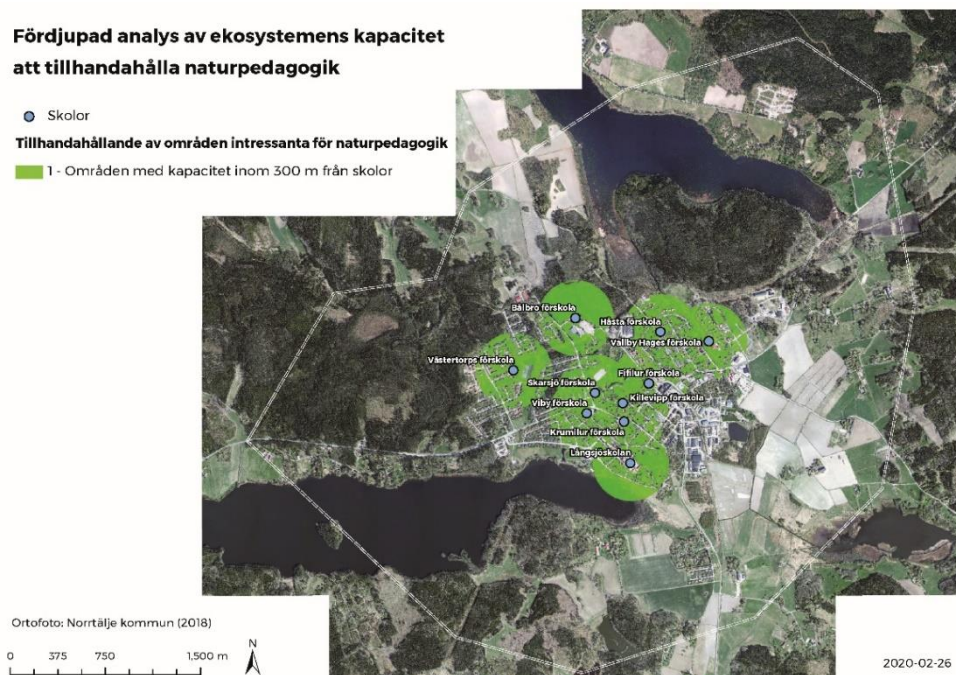 Fördjupad analys av ekosystemens kapacitet
att tillhandahålla naturpedagogik
Skolor
Tillhandahållande av områden intressanta för naturpedagogik
1 - Områden med kapacitet inom 300 m från skolor
Bålbro förskola
Håsta förskola
Vallby Hages förskola
Västertorps förskola
Fifilur förskola
Skarsjö förskola
Killevipp förskola
Viby förskola
Krumilur förskola
Långsjöskolan
Ortofoto: Norrtälje kommun (2018)
0 375 750 1,500 m
N
2020-02-26